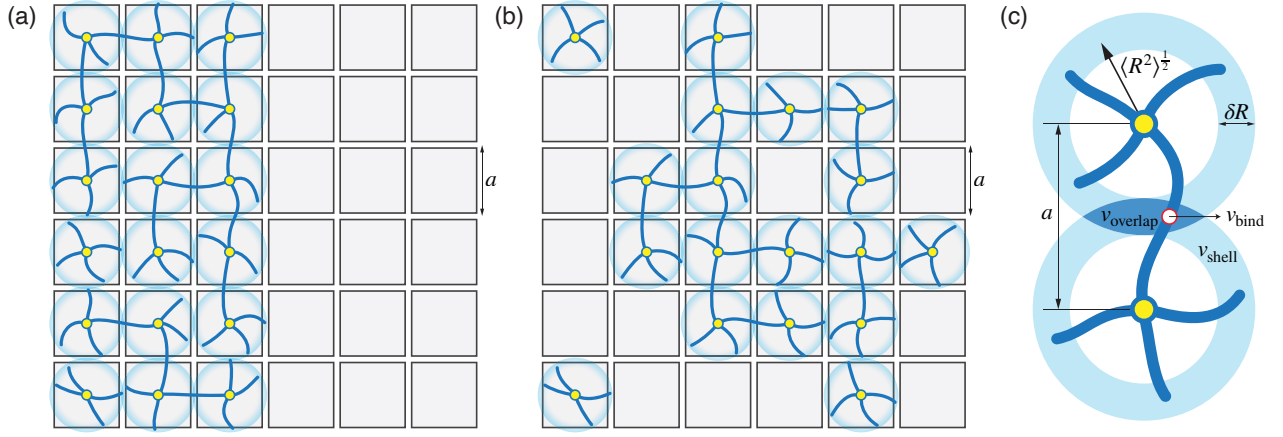 (a)
a
(b)
a
(c)
⟨R²⟩^½
δR
a
v_overlap
v_bind
v_shell